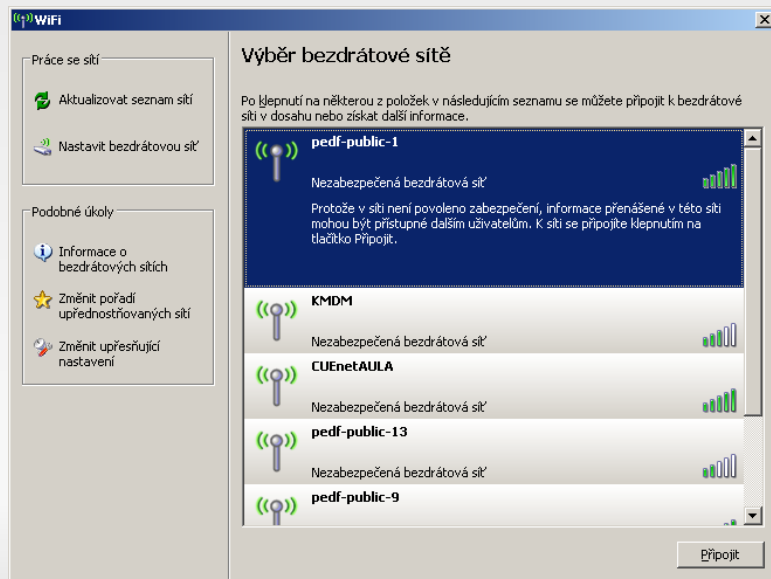 WiFi
Práce se sítí
Aktualizovat seznam sítí
Nastavit bezdrátovou síť
Podobné úkoly
Informace o
bezdrátových sítích
Změnit pořadí
upřednostňovaných sítí
Změnit upřesňující
nastavení
Výběr bezdrátové sítě
Po klepnutí na některou z položek v následujícím seznamu se můžete připojit k bezdrátové
síti v dosahu nebo získat další informace.
pedf-public-1
Nezabezpečená bezdrátová síť
Protože v síti není povoleno zabezpečení, informace přenášené v této síti
mohou být přístupné dalším uživatelům. K síti se připojíte klepnutím na
tlačítko Připojit.
KMDM
Nezabezpečená bezdrátová síť
CUEnetAULA
Nezabezpečená bezdrátová síť
pedf-public-13
Nezabezpečená bezdrátová síť
pedf-public-9
Připojit